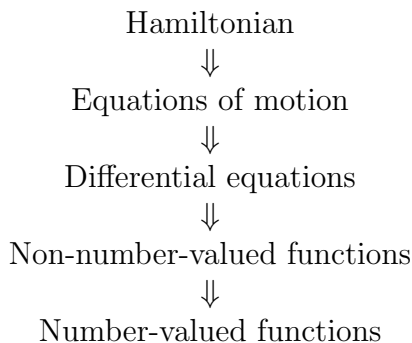 Hamiltonian
⇓
Equations of motion
⇓
Differential equations
⇓
Non-number-valued functions
⇓
Number-valued functions